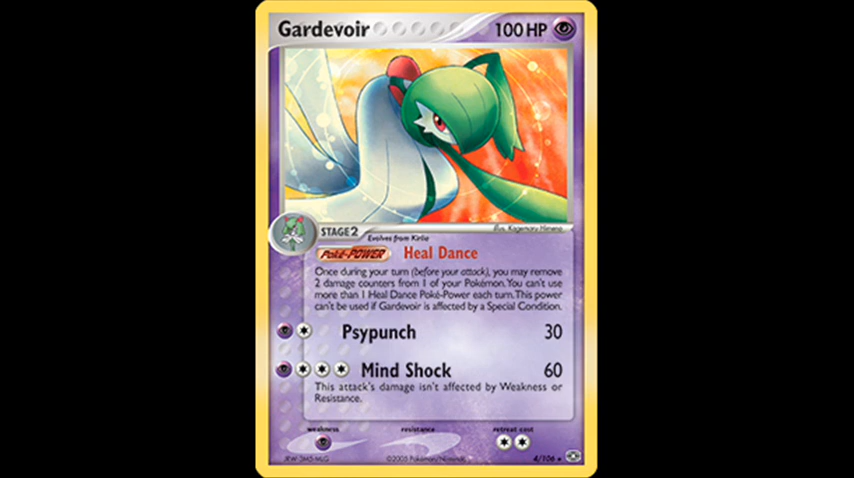 Gardevoir 100 HP
Illus. Kagemaru Himeno
STAGE 2
Evolves from Kirlia
Poké-POWER Heal Dance
Once during your turn (before your attack), you may remove
2 damage counters from 1 of your Pokémon. You can't use
more than 1 Heal Dance Poké-Power each turn. This power
can't be used if Gardevoir is affected by a Special Condition.
Psypunch 30
Mind Shock 60
This attack's damage isn't affected by Weakness or
Resistance.
weakness resistance retreat cost
©2005 Pokémon/Nintendo 4/106